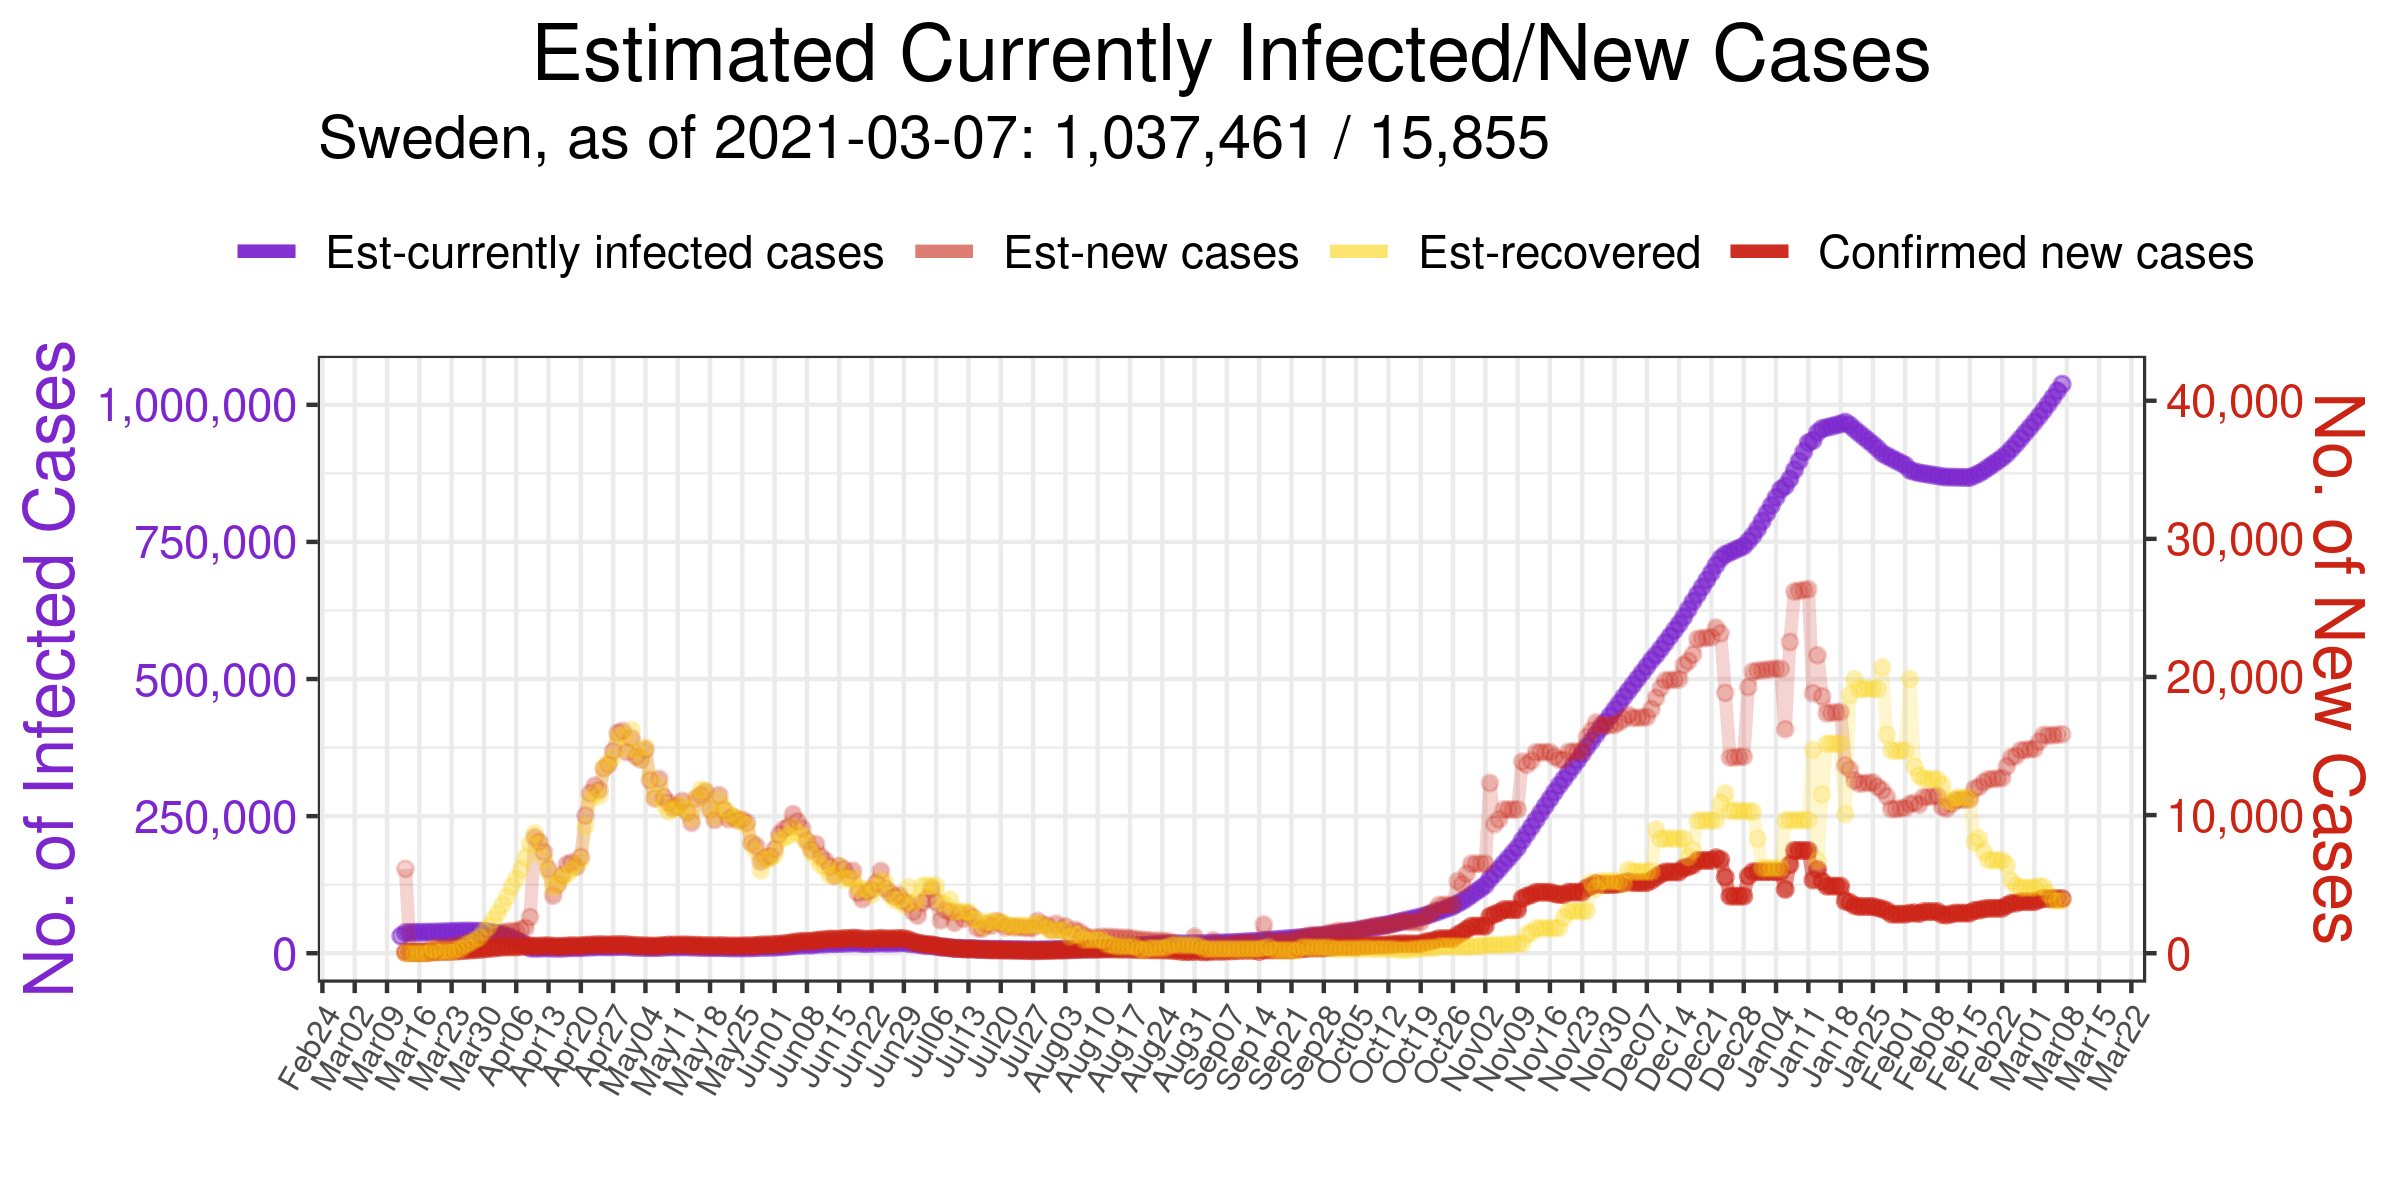 Estimated Currently Infected/New Cases
Sweden, as of 2021-03-07: 1,037,461 / 15,855
Est-currently infected cases Est-new cases Est-recovered Confirmed new cases
No. of Infected Cases
1,000,000
750,000
500,000
250,000
0
40,000
30,000
20,000
10,000
0
No. of New Cases
Feb24 Mar02 Mar09 Mar16 Mar23 Mar30 Apr06 Apr13 Apr20 Apr27 May04 May11 May18 May25 Jun01 Jun08 Jun15 Jun22 Jun29 Jul06 Jul13 Jul20 Jul27 Aug03 Aug10 Aug17 Aug24 Aug31 Sep07 Sep14 Sep21 Sep28 Oct05 Oct12 Oct19 Oct26 Nov02 Nov09 Nov16 Nov23 Nov30 Dec07 Dec14 Dec21 Dec28 Jan04 Jan11 Jan18 Jan25 Feb01 Feb08 Feb15 Feb22 Mar01 Mar08 Mar15 Mar22